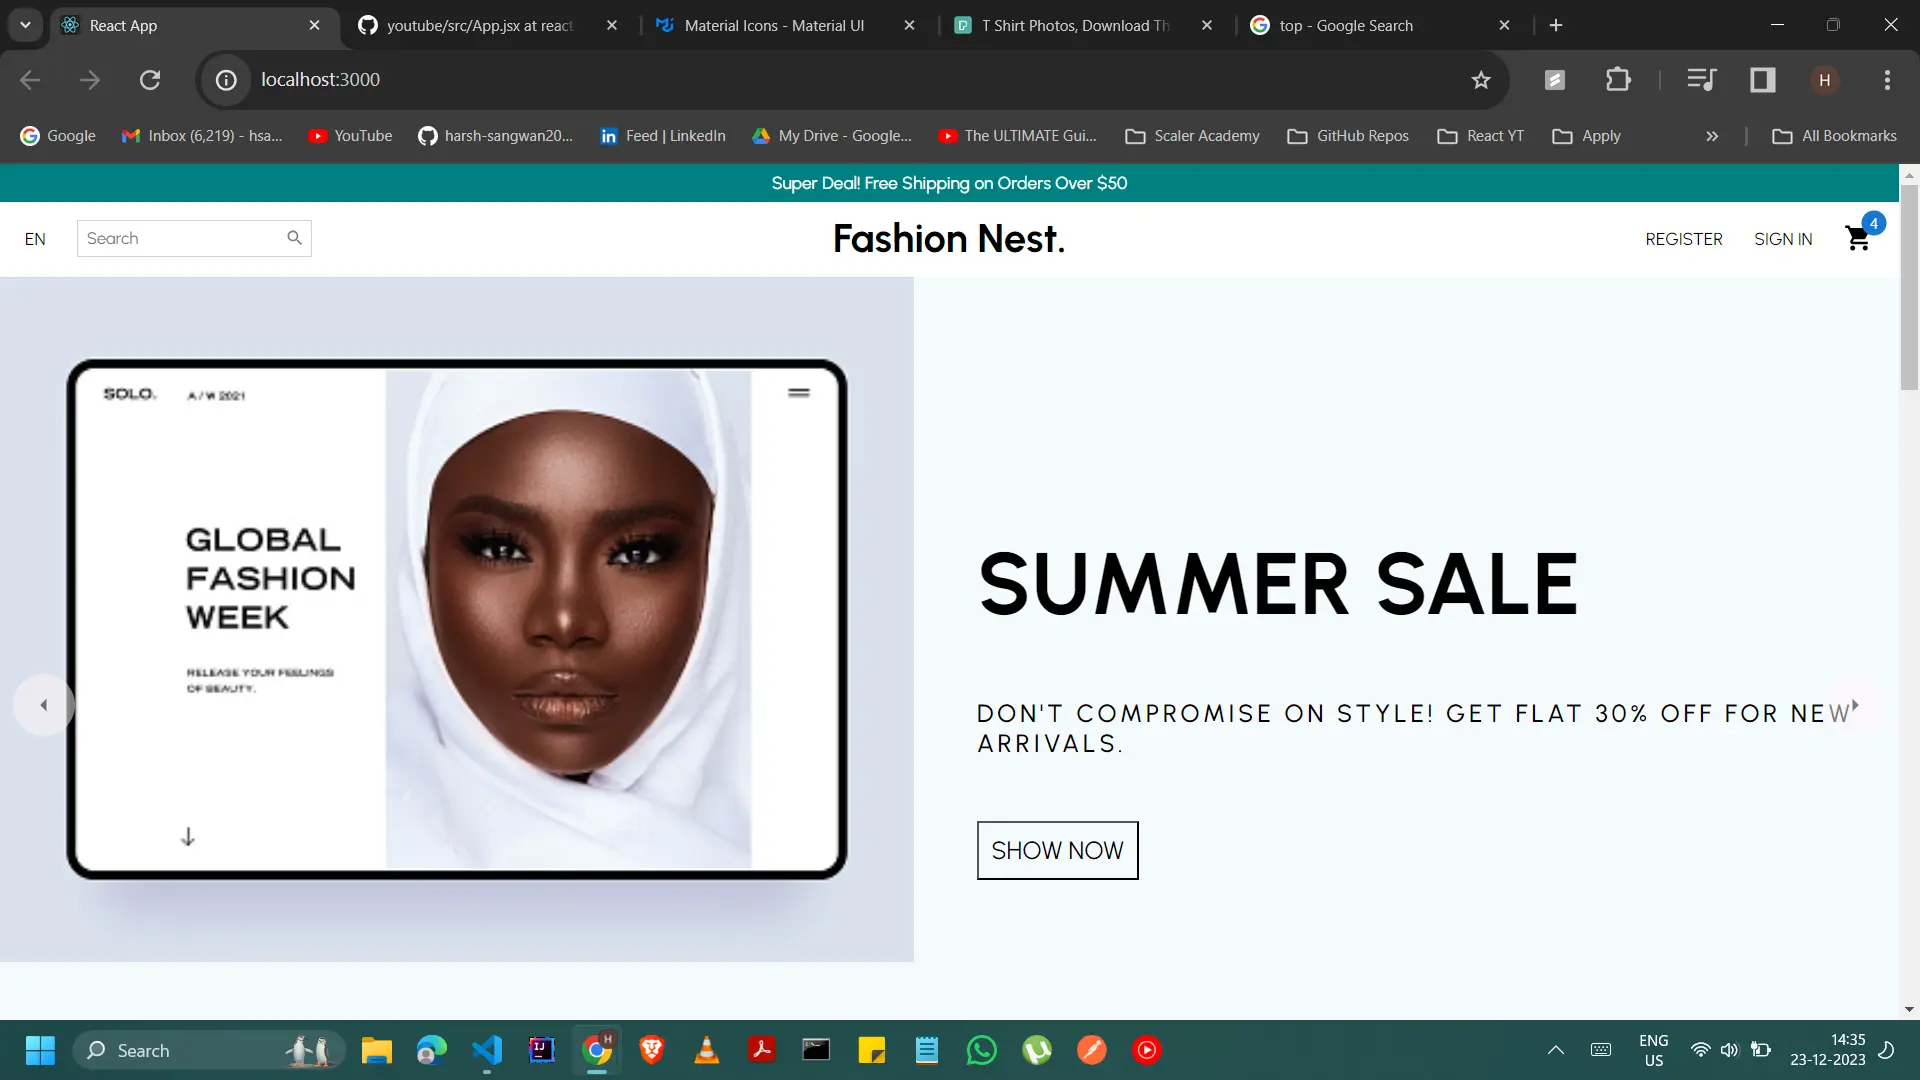 React App
youtube/src/App.jsx at react
Material Icons - Material UI
T Shirt Photos, Download Th
top - Google Search
localhost:3000
H
Google
Inbox (6,219) - hsa...
YouTube
harsh-sangwan20...
Feed | LinkedIn
My Drive - Google...
The ULTIMATE Gui...
Scaler Academy
GitHub Repos
React YT
Apply
All Bookmarks
Super Deal! Free Shipping on Orders Over $50
EN
Search
Fashion Nest.
REGISTER
SIGN IN
4
SOLO.
A / W 2021
GLOBAL
FASHION
WEEK
RELEASE YOUR FEELINGS
OF BEAUTY.
SUMMER SALE
DON'T COMPROMISE ON STYLE! GET FLAT 30% OFF FOR NEW
ARRIVALS.
SHOW NOW
Search
H
ENG
US
14:35
23-12-2023